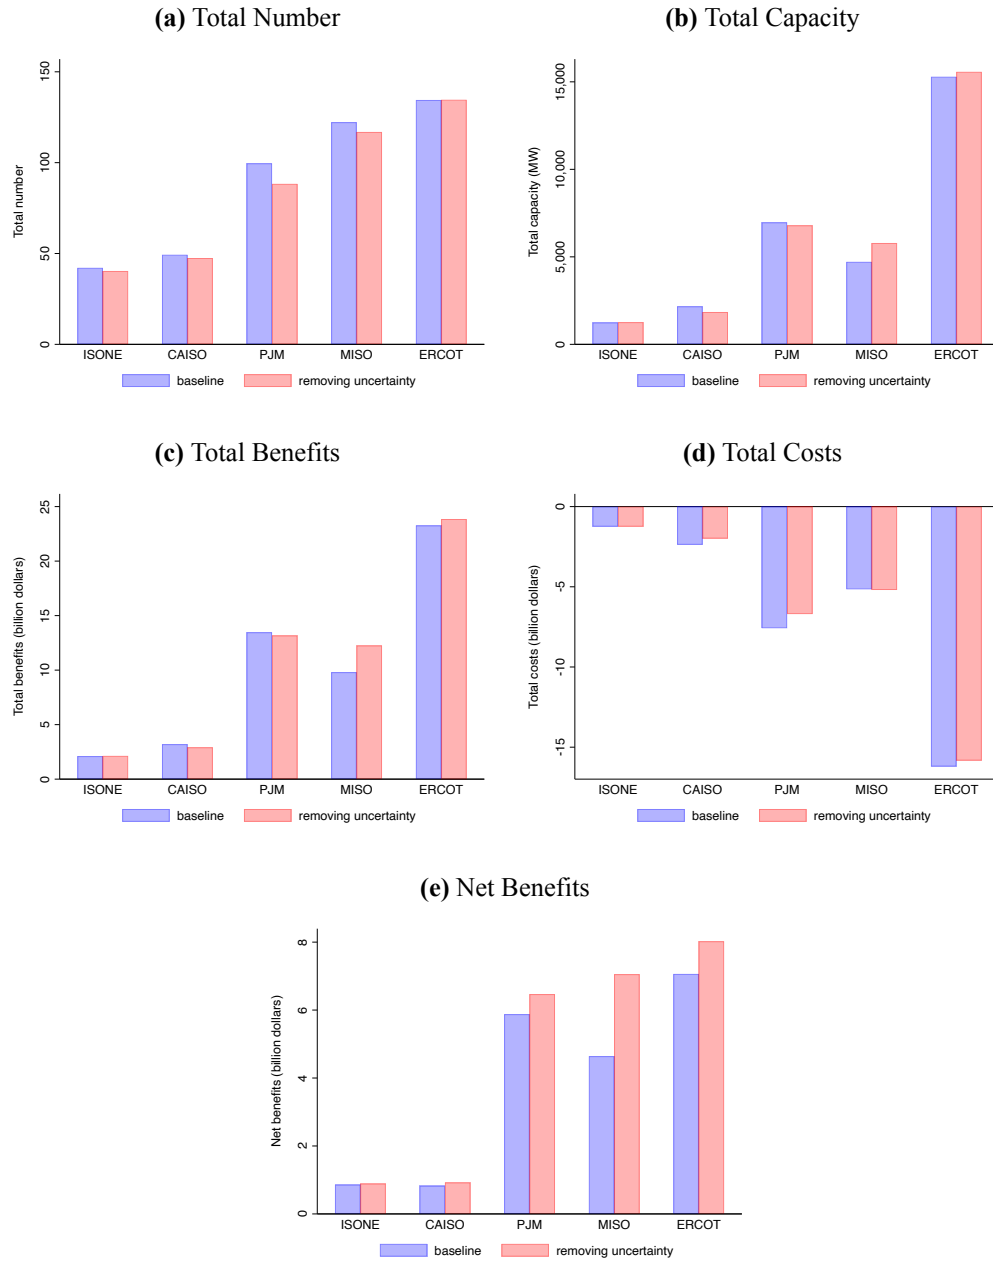 (a) Total Number
150
100
50
0
Total number
ISONE CAISO PJM MISO ERCOT
baseline removing uncertainty
(b) Total Capacity
15,000
10,000
5,000
0
Total capacity (MW)
ISONE CAISO PJM MISO ERCOT
baseline removing uncertainty
(c) Total Benefits
25
20
15
10
5
0
Total benefits (billion dollars)
ISONE CAISO PJM MISO ERCOT
baseline removing uncertainty
(d) Total Costs
0
-5
-10
-15
Total costs (billion dollars)
ISONE CAISO PJM MISO ERCOT
baseline removing uncertainty
(e) Net Benefits
8
6
4
2
0
Net benefits (billion dollars)
ISONE CAISO PJM MISO ERCOT
baseline removing uncertainty